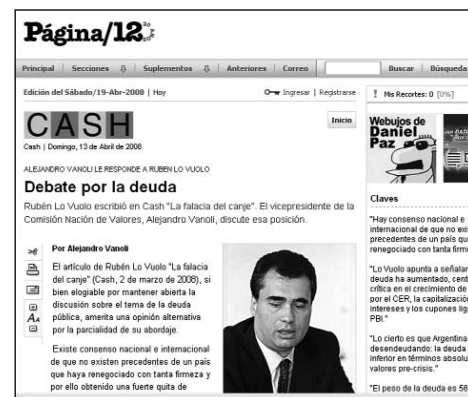 Página/12
Principal | Secciones | Suplementos | Anteriores | Correo | Buscar | Búsqueda
Edición del Sábado/19-Abr-2008 | Hoy
Ingresar | Registrarse
! Mis Recortes: 0 [0%]
CASH
Inicio
Cash | Domingo, 13 de Abril de 2008
ALEJANDRO VANOLI LE RESPONDE A RUBEN LO VUOLO
Debate por la deuda
Rubén Lo Vuolo escribió en Cash "La falacia del canje". El vicepresidente de la
Comisión Nación de Valores, Alejandro Vanoli, discute esa posición.
Por Alejandro Vanoli
El artículo de Rubén Lo Vuolo "La falacia
del canje" (Cash, 2 de marzo de 2008), si
bien elogiable por mantener abierta la
discusión sobre el tema de la deuda
pública, amerita una opinión alternativa
por la parcialidad de su abordaje.
Existe consenso nacional e internacional
de que no existen precedentes de un país
que haya renegociado con tanta firmeza y
por ello obtenido una fuerte quita de
Webujos de
Daniel
Paz
Claves
"Hay consenso nacional e
internacional de que no exi
precedentes de un país qu
renegociado con tanta firm
"Lo Vuolo apunta a señalar
deuda ha aumentado, cent
crítica en el crecimiento de
por el CER, la capitalizació
intereses y los cupones lig
PBI."
"Lo cierto es que Argentina
desendeudando: la deuda
inferior en términos absolu
valores pre-crisis."
"El peso de la deuda es 56